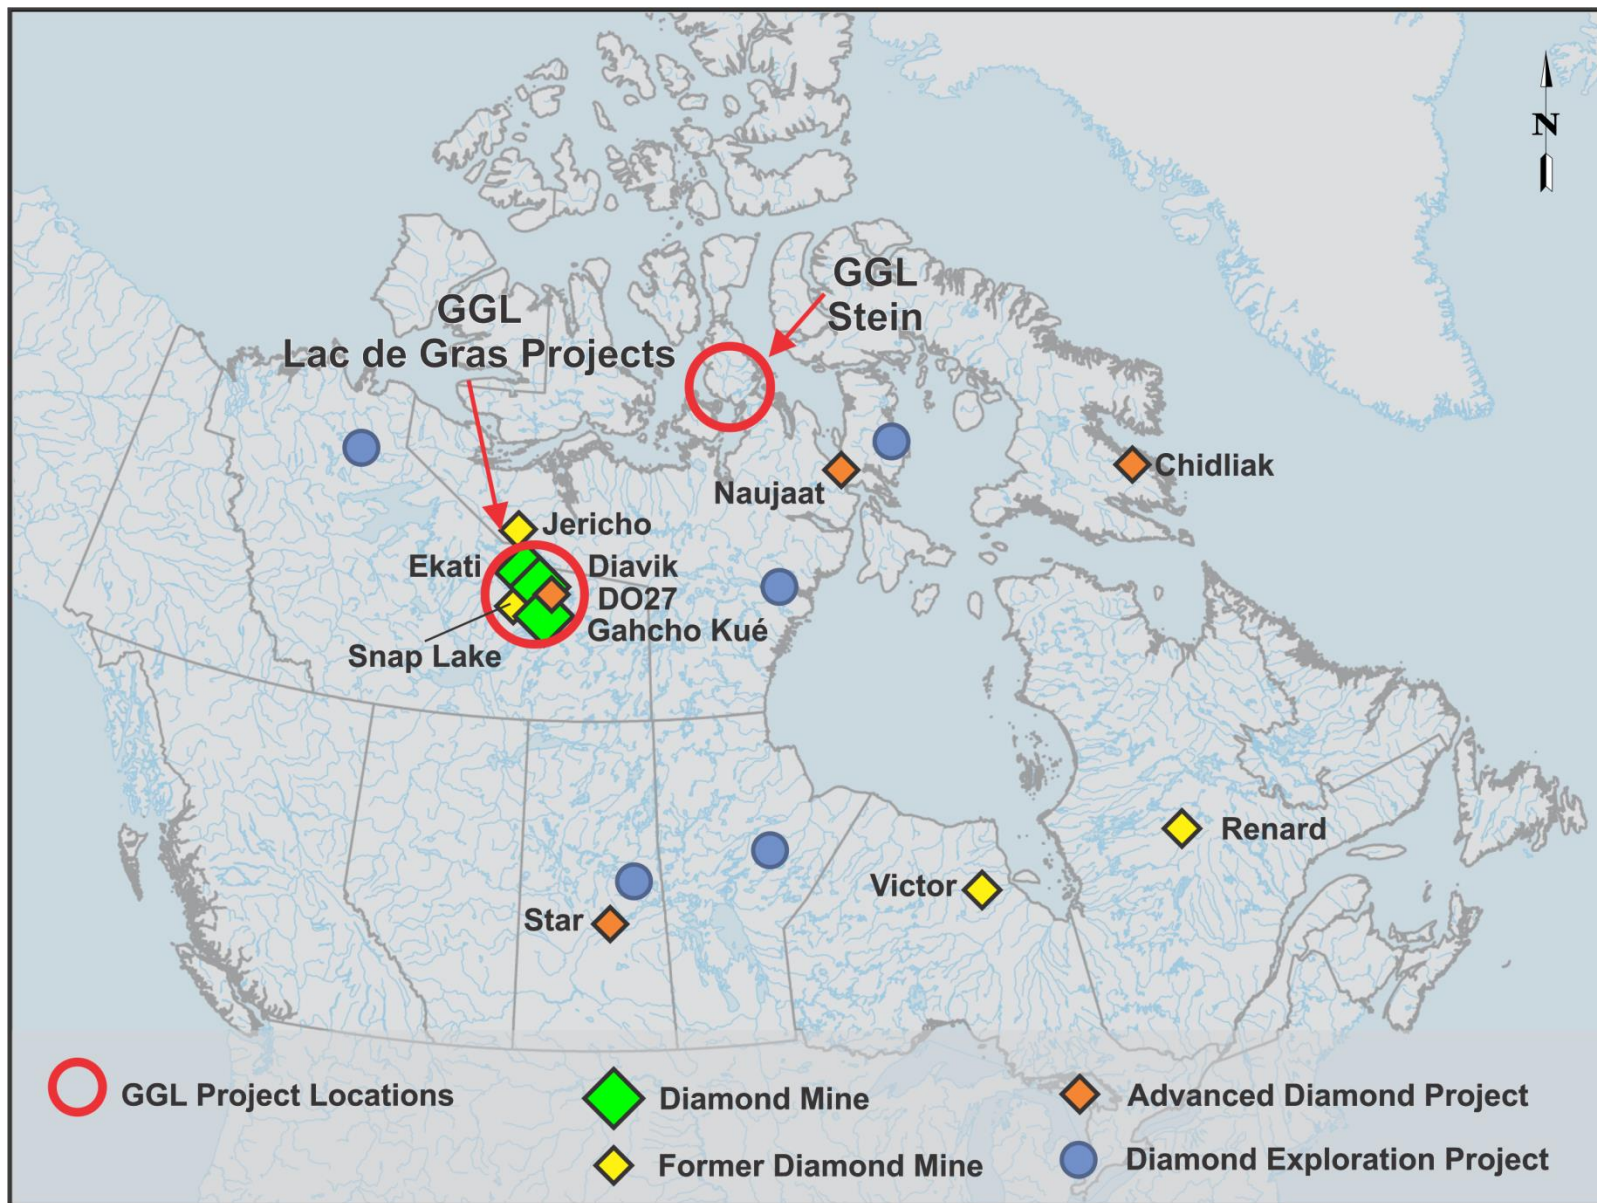 N
GGL
Stein
GGL
Lac de Gras Projects
Chidliak
Naujaat
Jericho
Ekati
Diavik
DO27
Gahcho Kué
Snap Lake
Renard
Victor
Star
GGL Project Locations
Diamond Mine
Advanced Diamond Project
Former Diamond Mine
Diamond Exploration Project